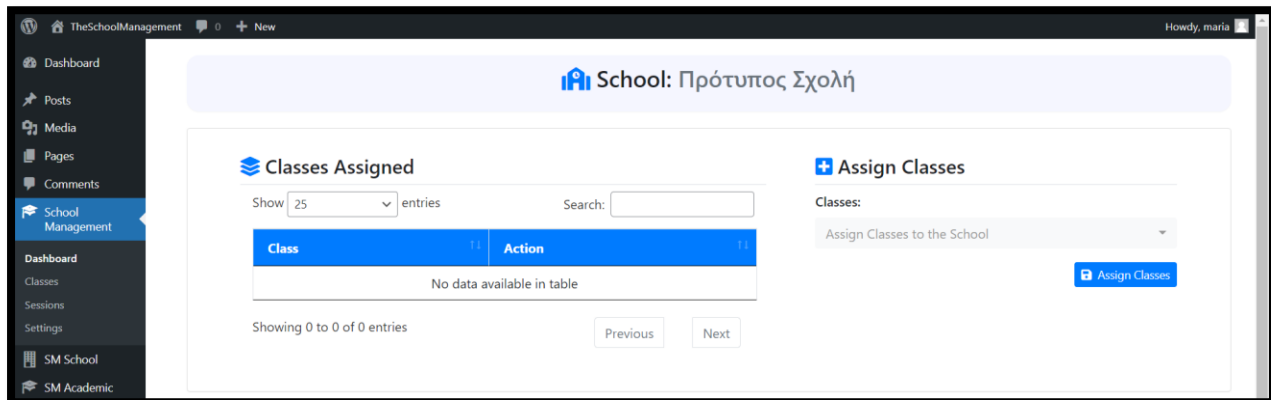 TheSchoolManagement 0 + New Howdy, maria
Dashboard
Posts
Media
Pages
Comments
School
Management
Dashboard
Classes
Sessions
Settings
SM School
SM Academic
School: Πρότυπος Σχολή
Classes Assigned
Show 25 entries Search:
Class Action
No data available in table
Showing 0 to 0 of 0 entries
Previous Next
Assign Classes
Classes:
Assign Classes to the School
Assign Classes